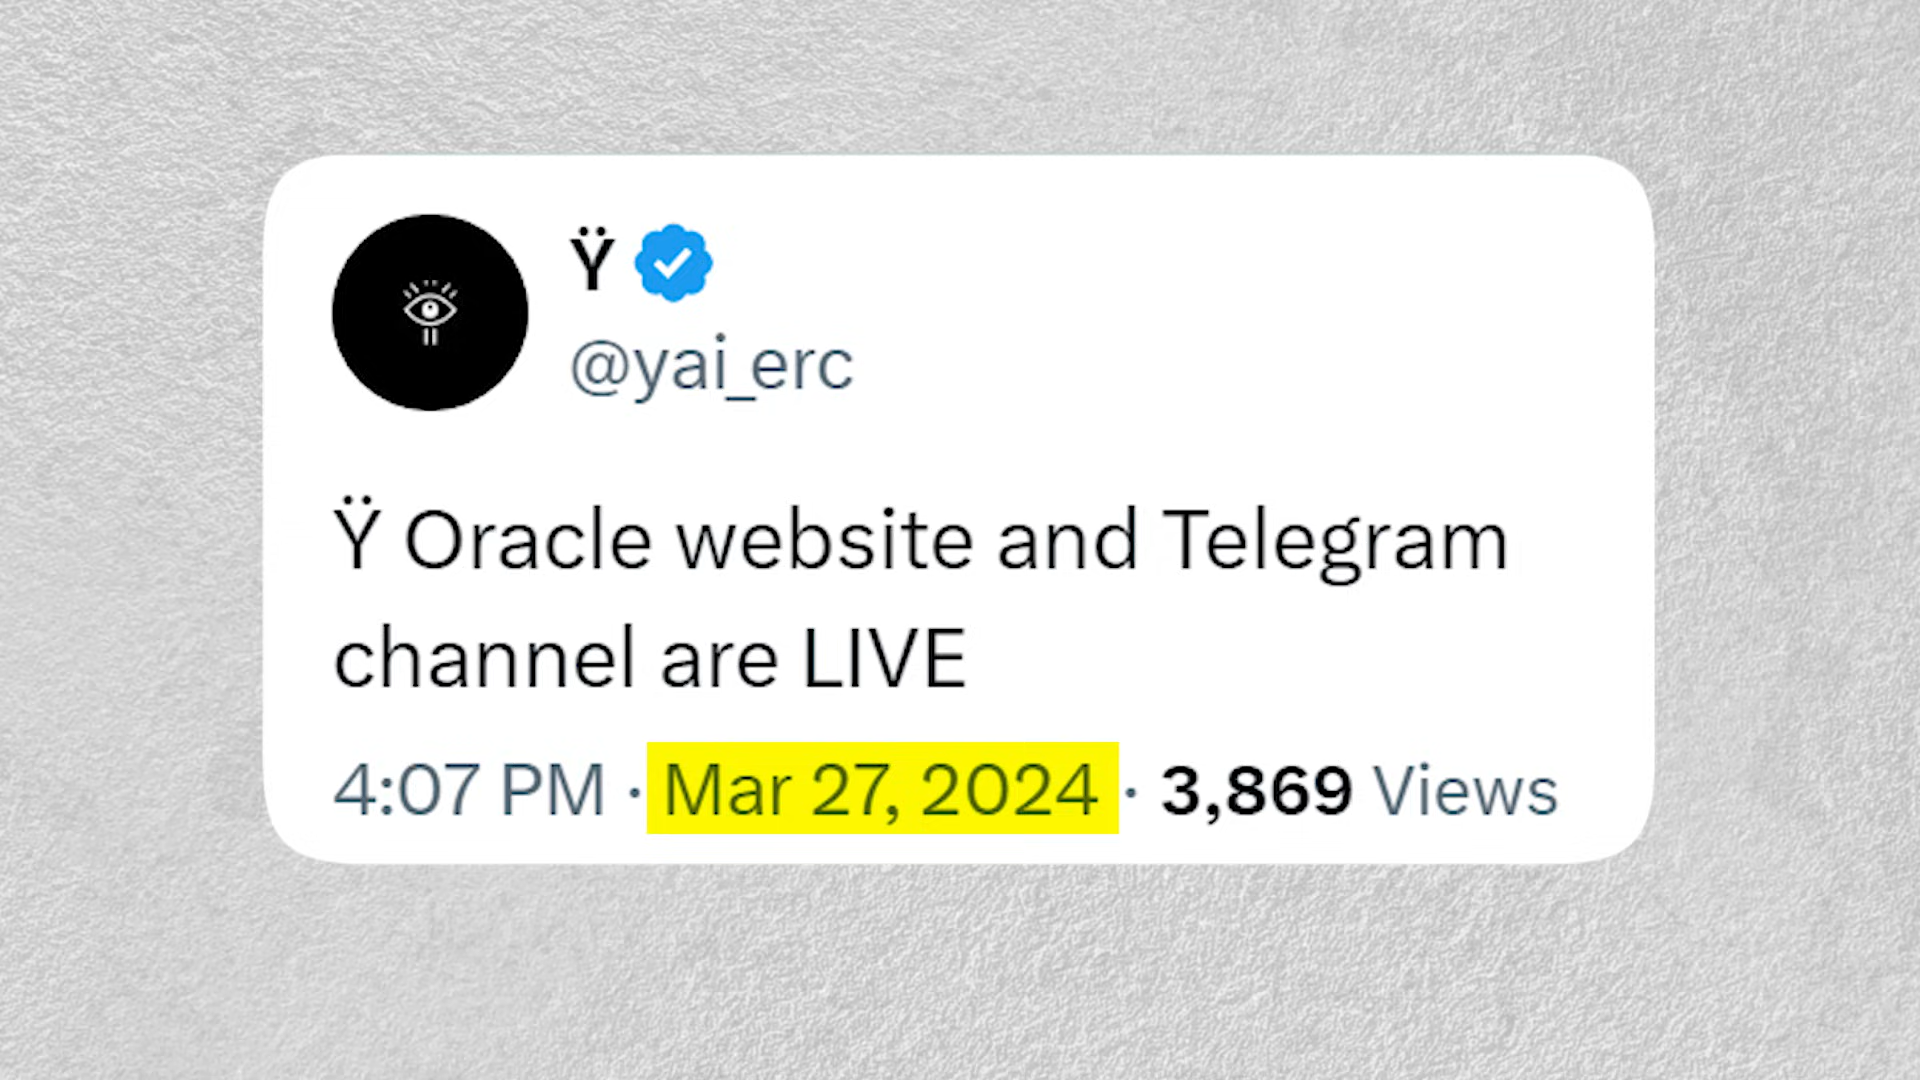 Ÿ
@yai_erc
Ÿ Oracle website and Telegram
channel are LIVE
4:07 PM · Mar 27, 2024 · 3,869 Views